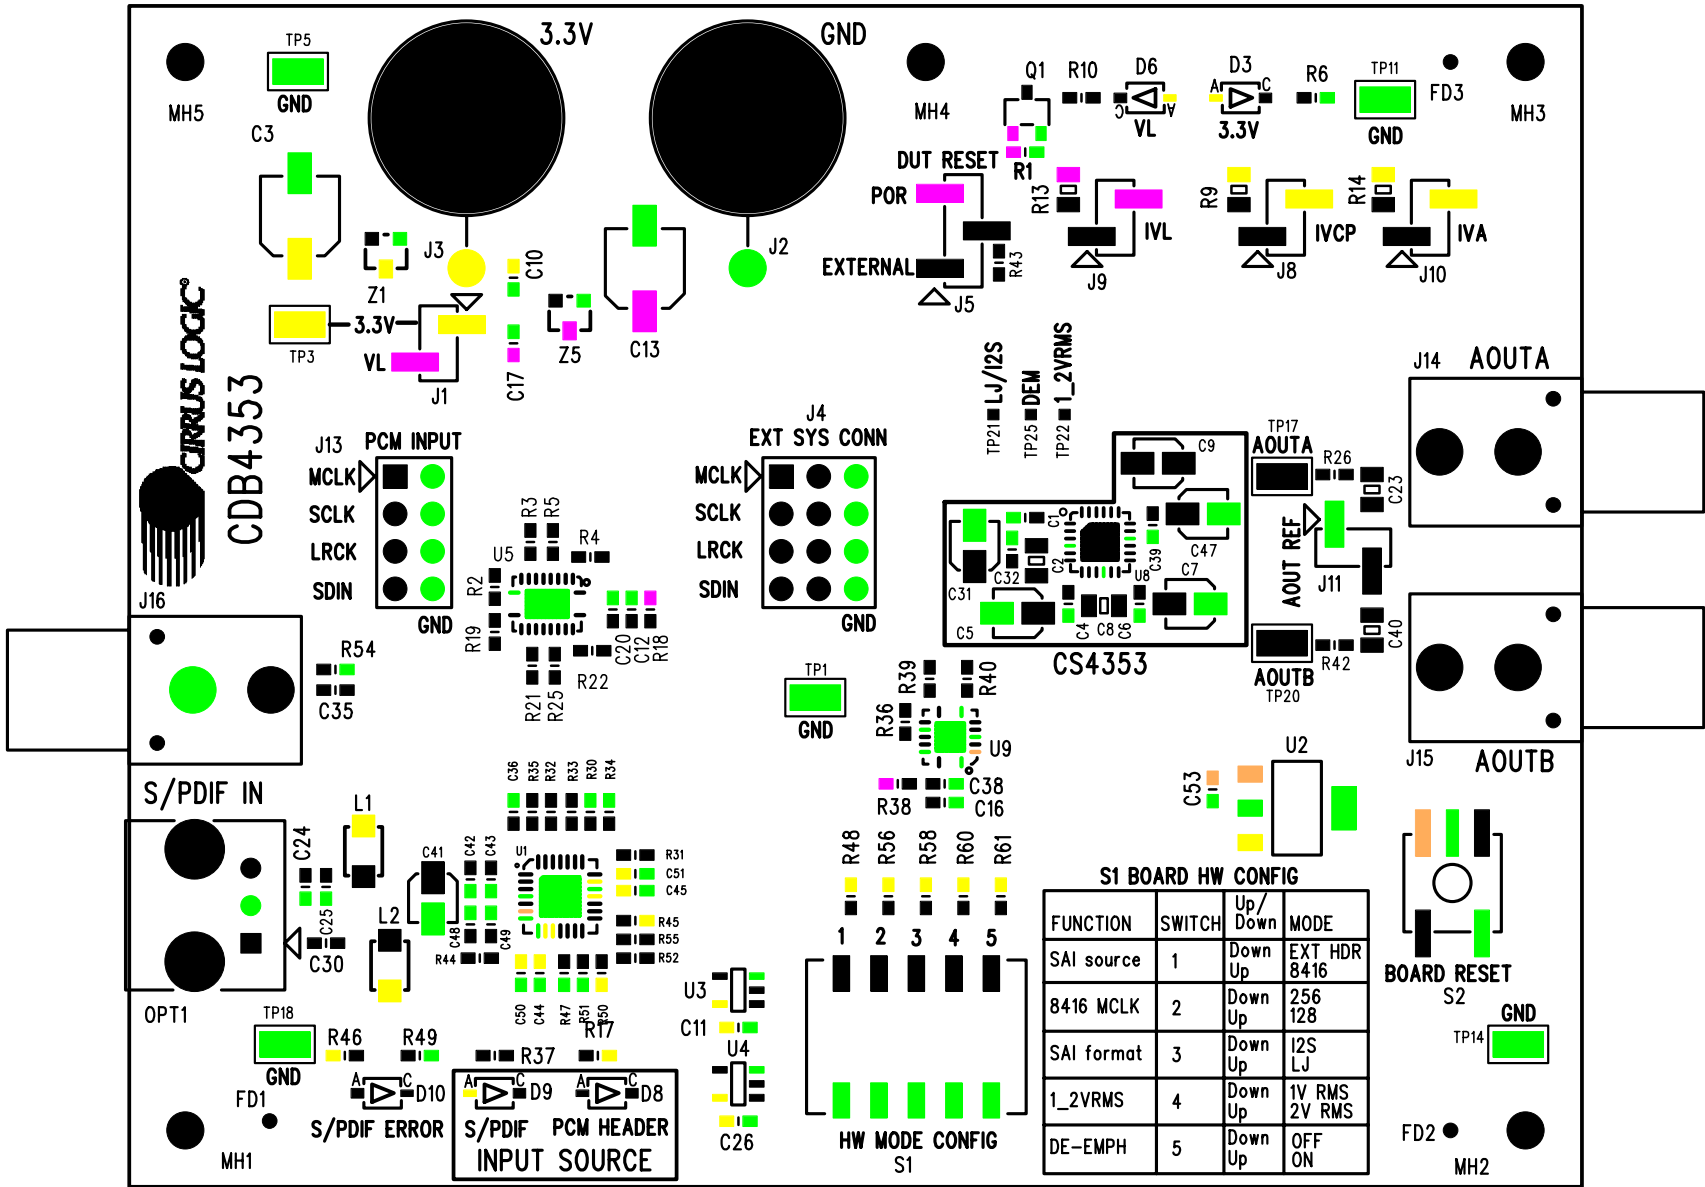 3.3V
GND
TP5
GND
MH5
C3
MH4
Q1
R10
D6
C
A
VL
D3
A
C
3.3V
R6
TP11
GND
FD3
MH3
R1
DUT RESET
POR
EXTERNAL
J5
R43
R13
IVL
J9
R9
IVCP
J8
R14
IVA
J10
Z1
J3
C10
J2
TP3
3.3V
VL
J1
C17
Z5
C13
CIRRUS LOGIC®
CDB4353
J13
PCM INPUT
MCLK
SCLK
LRCK
SDIN
GND
J4
EXT SYS CONN
MCLK
SCLK
LRCK
SDIN
GND
TP21
LJ/I2S
TP25
DEM
TP22
1_2VRMS
C9
C1
C2
C32
C31
C39
C47
U8
C7
C5
C4
C8
C6
CS4353
TP17
AOUTA
R26
C23
AOUT REF
J11
C40
R42
AOUTB
TP20
J14
AOUTA
J15
AOUTB
U5
R3
R5
R4
R2
R19
C20
C12
R18
R22
R21
R25
J16
R54
C35
S/PDIF IN
TP1
GND
R39
R40
R36
U9
R38
C38
C16
C53
U2
L1
C24
C25
C30
L2
OPT1
C41
C42
C43
C48
C49
R44
U1
C36
R35
R32
R33
R30
R34
R31
C51
C45
R45
R55
R52
C50
C44
R47
R51
R50
R48
R56
R58
R60
R61
1
2
3
4
5
HW MODE CONFIG
S1
U3
C11
U4
C26
TP18
GND
R46
R49
R37
R17
A
C
D10
S/PDIF ERROR
A
C
D9
S/PDIF
A
C
D8
PCM HEADER
INPUT SOURCE
FD1
MH1
S1 BOARD HW CONFIG
FUNCTION SWITCH Up/Down MODE
SAI source 1 Down EXT HDR
Up 8416
8416 MCLK 2 Down 256
Up 128
SAI format 3 Down I2S
Up LJ
1_2VRMS 4 Down 1V RMS
Up 2V RMS
DE-EMPH 5 Down OFF
Up ON
BOARD RESET
S2
GND
TP14
FD2
MH2